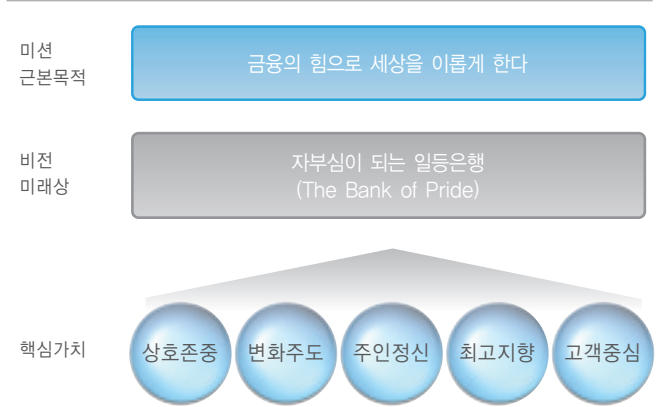 미션
근본목적
금융의 힘으로 세상을 이롭게 한다
비전
미래상
자부심이 되는 일등은행
(The Bank of Pride)
핵심가치
상호존중 변화주도 주인정신 최고지향 고객중심